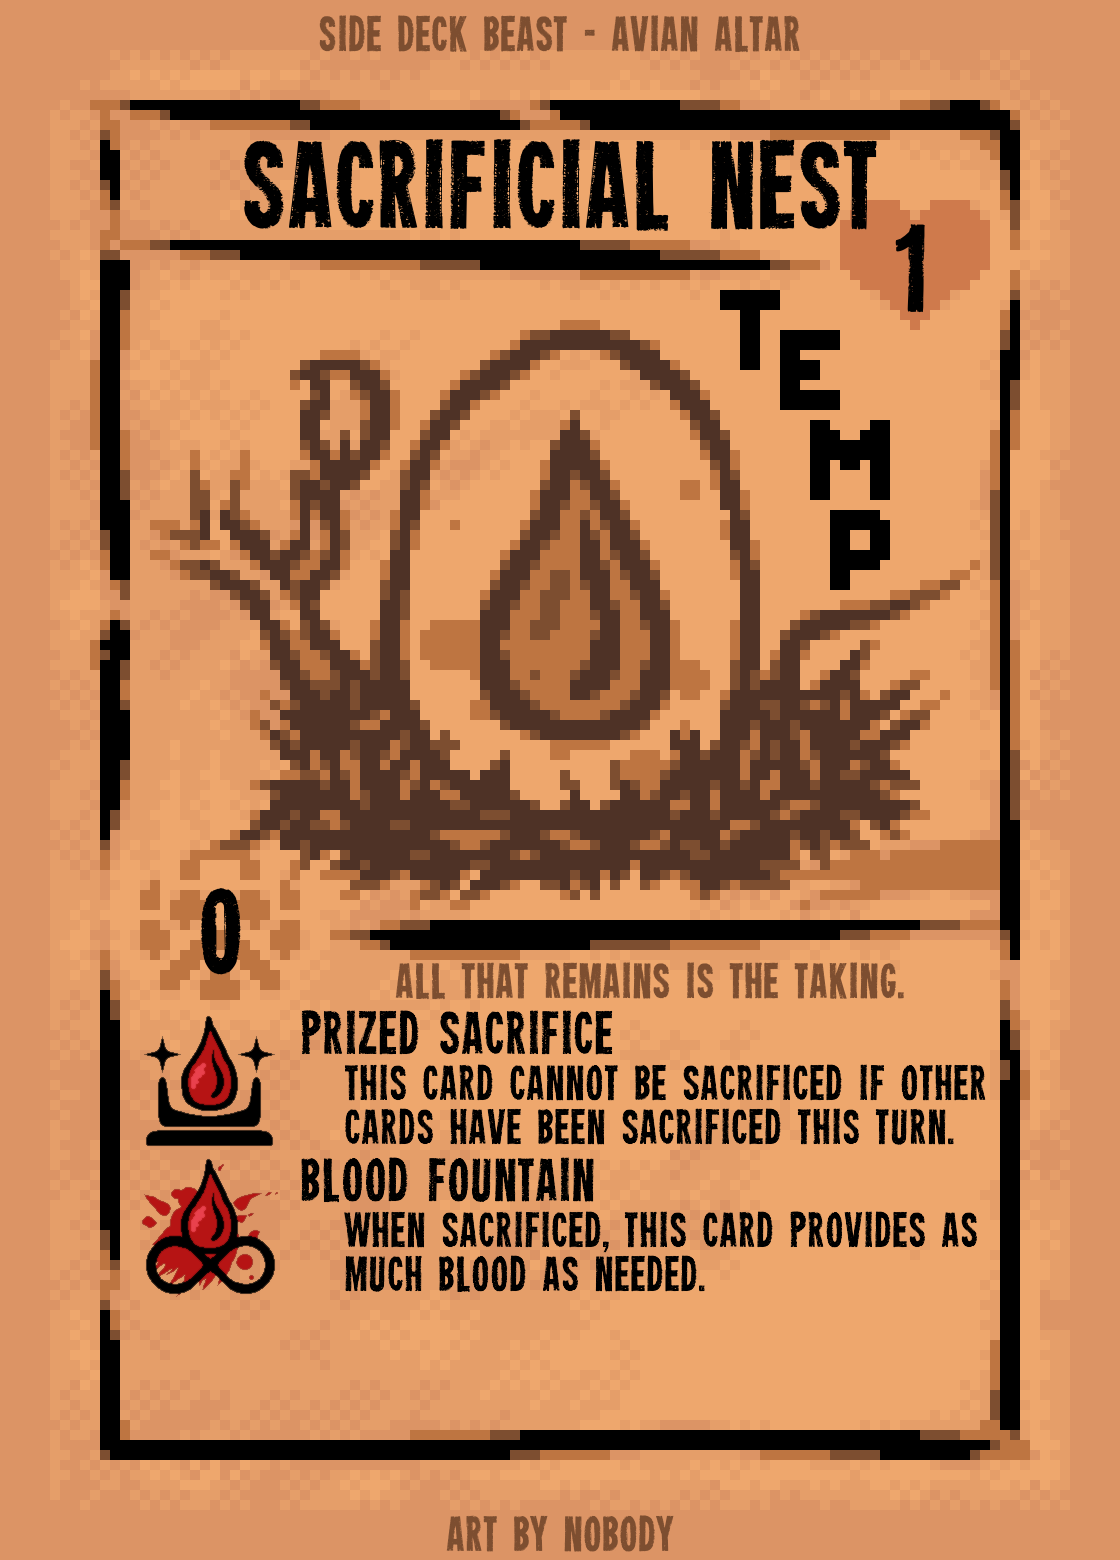 SIDE DECK BEAST - AVIAN ALTAR
SACRIFICIAL NEST
1
TEMP
0
ALL THAT REMAINS IS THE TAKING.
PRIZED SACRIFICE
THIS CARD CANNOT BE SACRIFICED IF OTHER
CARDS HAVE BEEN SACRIFICED THIS TURN.
BLOOD FOUNTAIN
WHEN SACRIFICED, THIS CARD PROVIDES AS
MUCH BLOOD AS NEEDED.
ART BY NOBODY